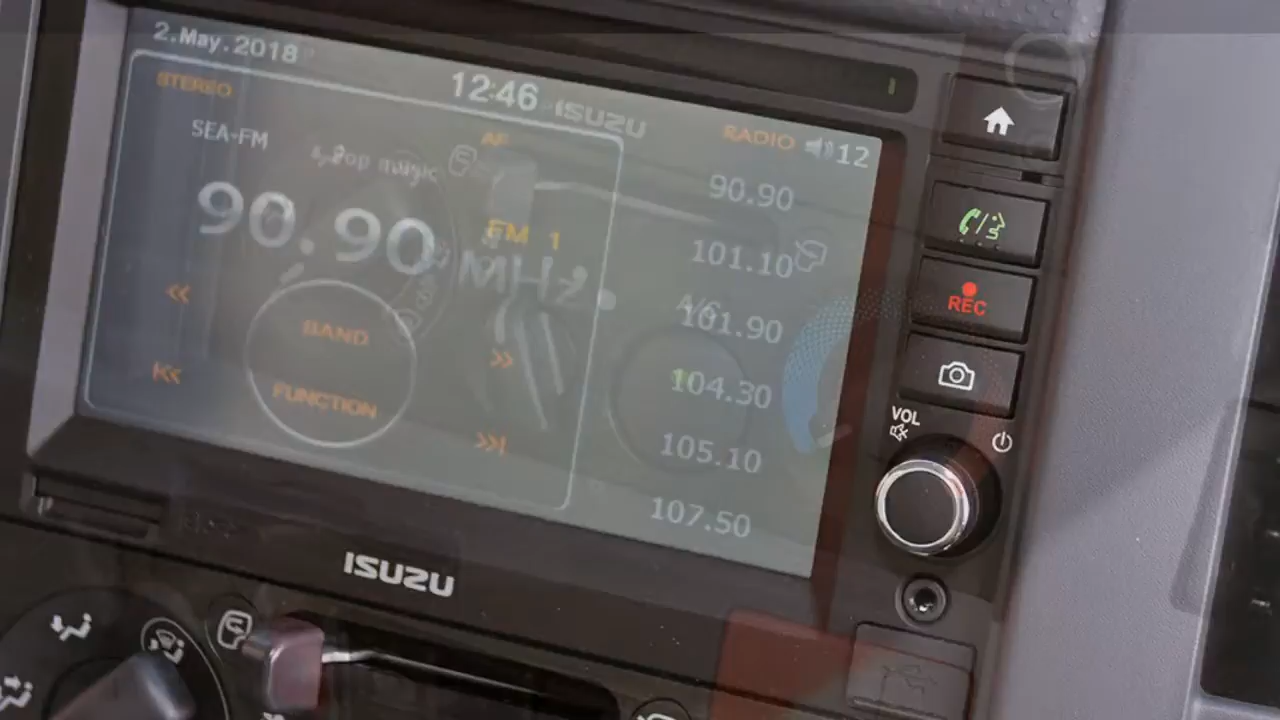 2.May.2018
12:46
ISUZU
STEREO
AF
RADIO
12
SEA-FM
Pop music
90.90
MHz
FM 1
BAND
FUNCTION
90.90
101.10
A/C
101.90
104.30
105.10
107.50
REC
VOL
ISUZU